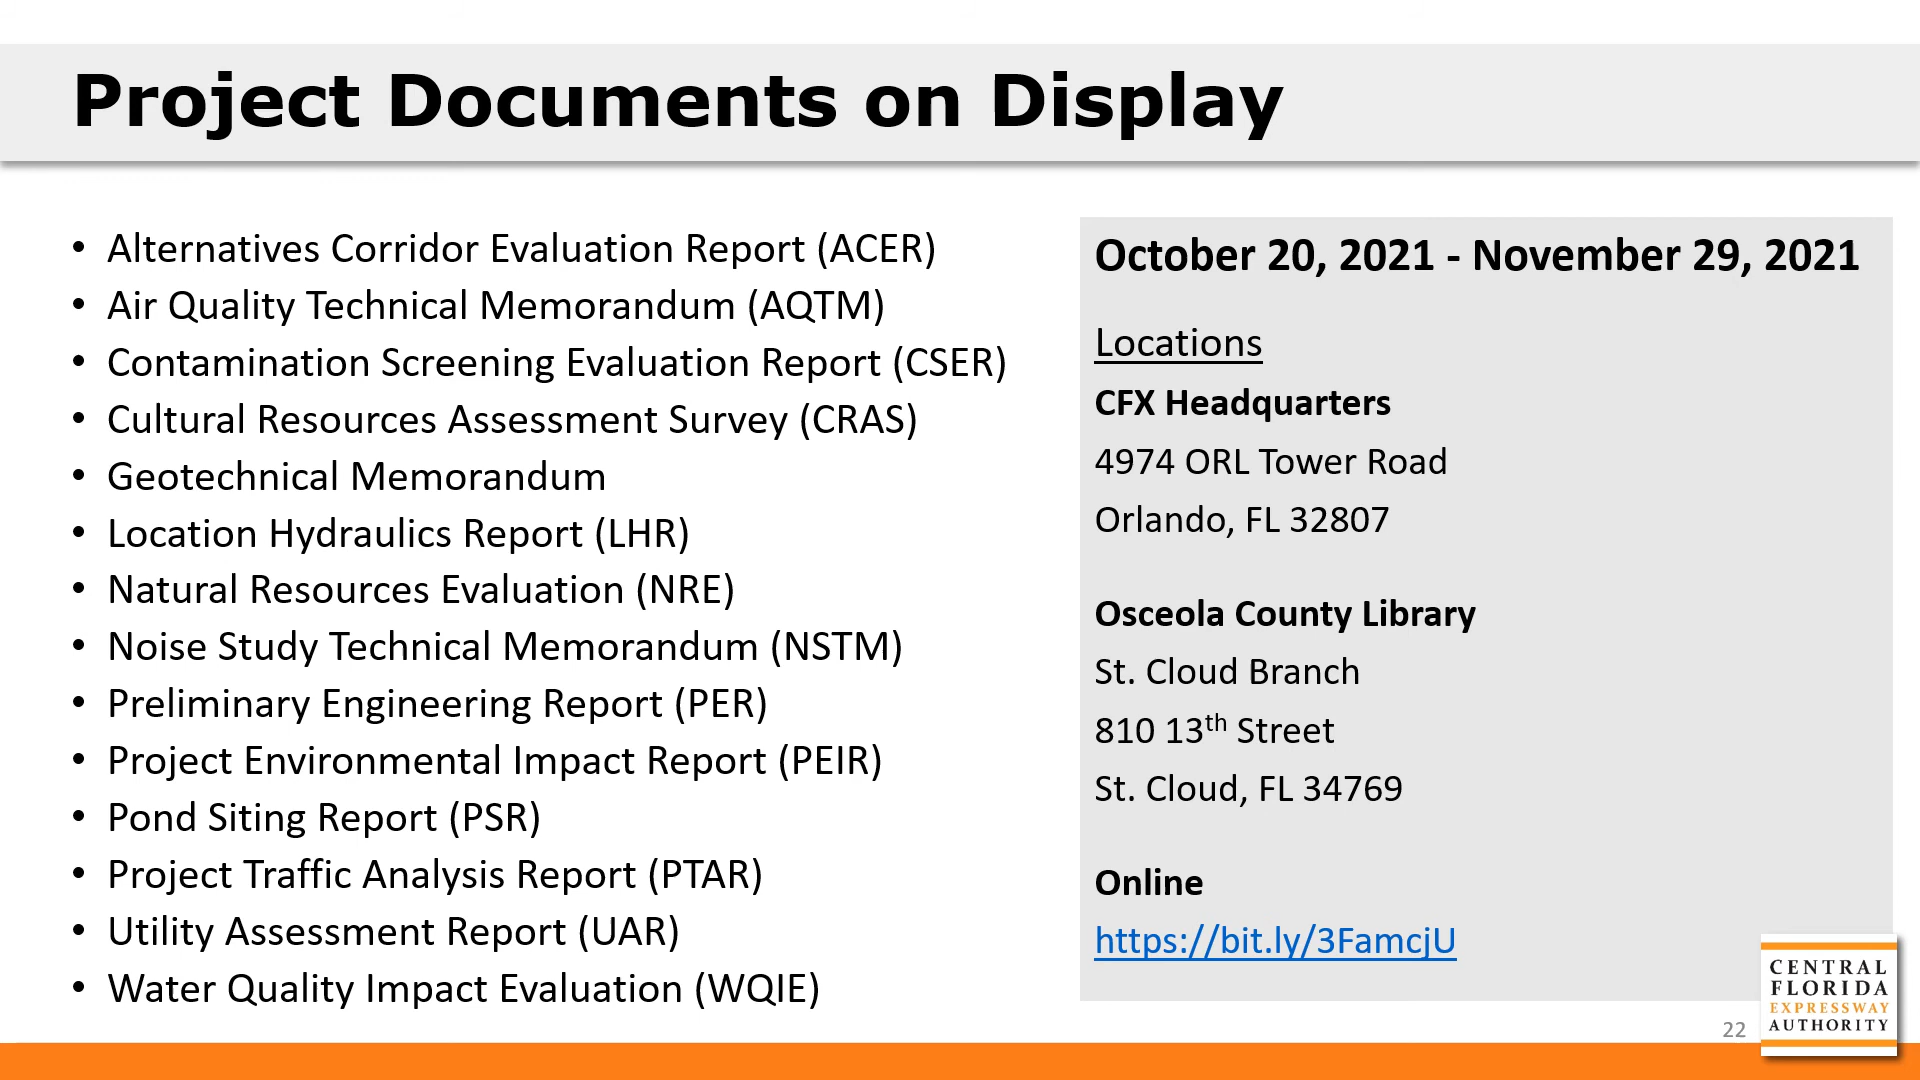 Project Documents on Display
• Alternatives Corridor Evaluation Report (ACER)
• Air Quality Technical Memorandum (AQTM)
• Contamination Screening Evaluation Report (CSER)
• Cultural Resources Assessment Survey (CRAS)
• Geotechnical Memorandum
• Location Hydraulics Report (LHR)
• Natural Resources Evaluation (NRE)
• Noise Study Technical Memorandum (NSTM)
• Preliminary Engineering Report (PER)
• Project Environmental Impact Report (PEIR)
• Pond Siting Report (PSR)
• Project Traffic Analysis Report (PTAR)
• Utility Assessment Report (UAR)
• Water Quality Impact Evaluation (WQIE)
October 20, 2021 - November 29, 2021
Locations
CFX Headquarters
4974 ORL Tower Road
Orlando, FL 32807
Osceola County Library
St. Cloud Branch
810 13th Street
St. Cloud, FL 34769
Online
https://bit.ly/3FamcjU
22
CENTRAL
FLORIDA
EXPRESSWAY
AUTHORITY